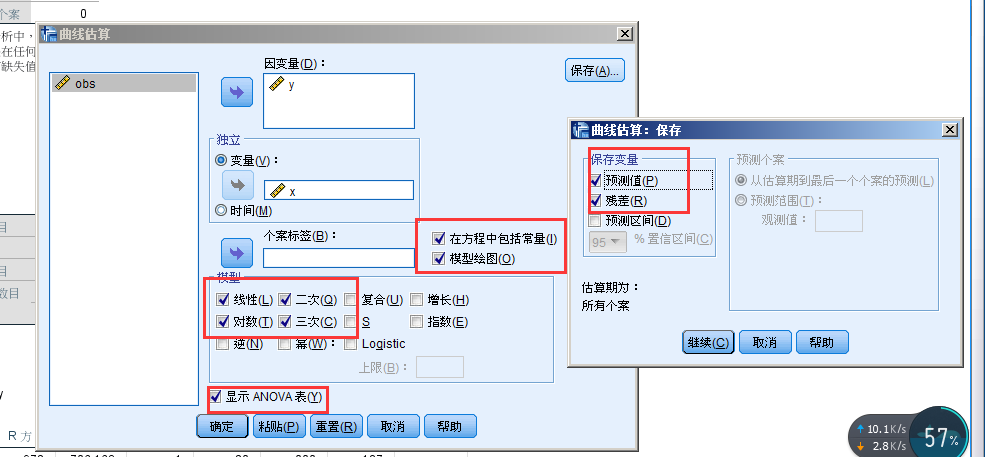 个案 0
析中，
在任何
缺失值
目
目
数目
R 方
曲线估算
obs
因变量(D)：
y
保存(A)...
独立
变量(V)：
x
时间(M)
个案标签(B)：
在方程中包括常量(I)
模型绘图(O)
模型
线性(L) 二次(Q) 复合(U) 增长(H)
对数(T) 三次(C) S 指数(E)
逆(N) 幂(W)： Logistic
上限(B)：
显示 ANOVA 表(Y)
确定 粘贴(P) 重置(R) 取消 帮助
曲线估算：保存
保存变量
预测值(P)
残差(R)
预测区间(D)
95 % 置信区间(C)
预测个案
从估算期到最后一个个案的预测(L)
预测范围(T)：
观测值：
估算期为：
所有个案
继续(C) 取消 帮助
10.1K/s
2.8K/s
57%